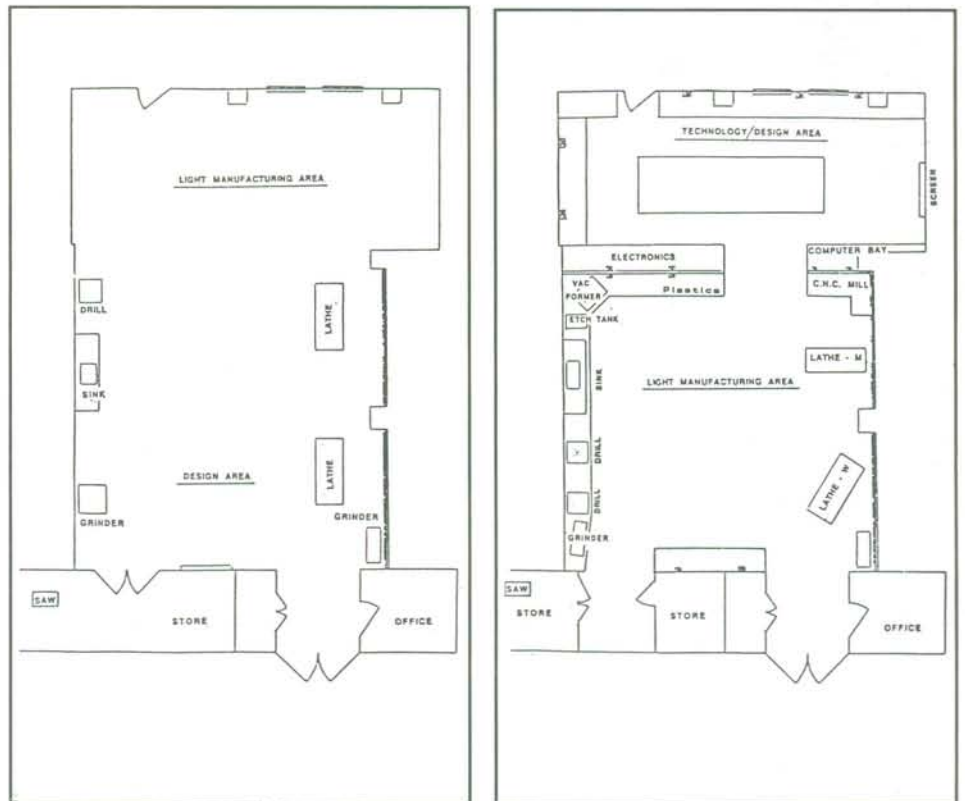 LIGHT MANUFACTURING AREA
DRILL
LATHE
SINK
DESIGN AREA
LATHE
GRINDER
GRINDER
SAW
STORE
OFFICE
TECHNOLOGY/DESIGN AREA
SCREEN
ELECTRONICS
COMPUTER BAY
VAC
FORMER
Plastics
C.N.C. MILL
ETCH TANK
SINK
LATHE - M
LIGHT MANUFACTURING AREA
DRILL
DRILL
LATHE - W
GRINDER
SAW
STORE
OFFICE